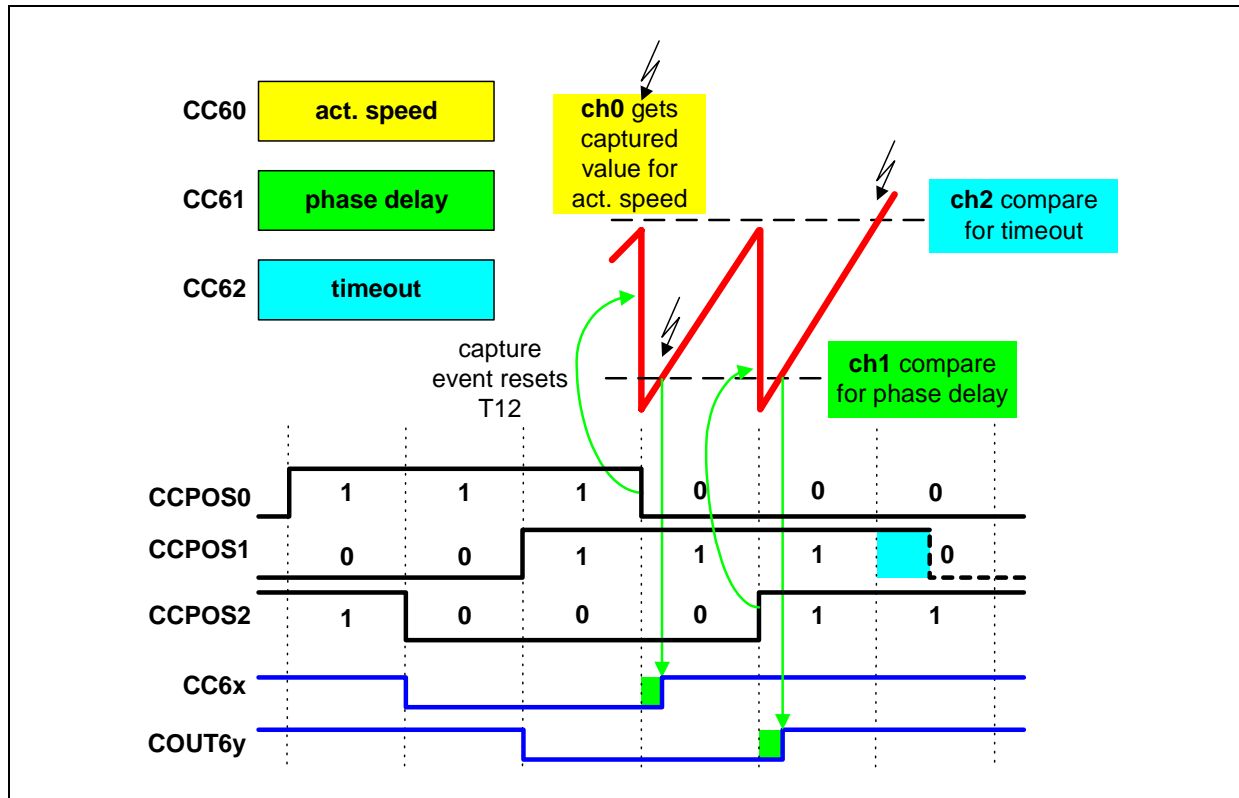 CC60
act. speed
ch0 gets
captured
value for
act. speed
CC61
phase delay
ch2 compare
for timeout
CC62
timeout
capture
event resets
T12
ch1 compare
for phase delay
CCPOS0
1 1 1 0 0 0
CCPOS1
0 0 1 1 1 0
CCPOS2
1 0 0 0 1 1
CC6x
COUT6y